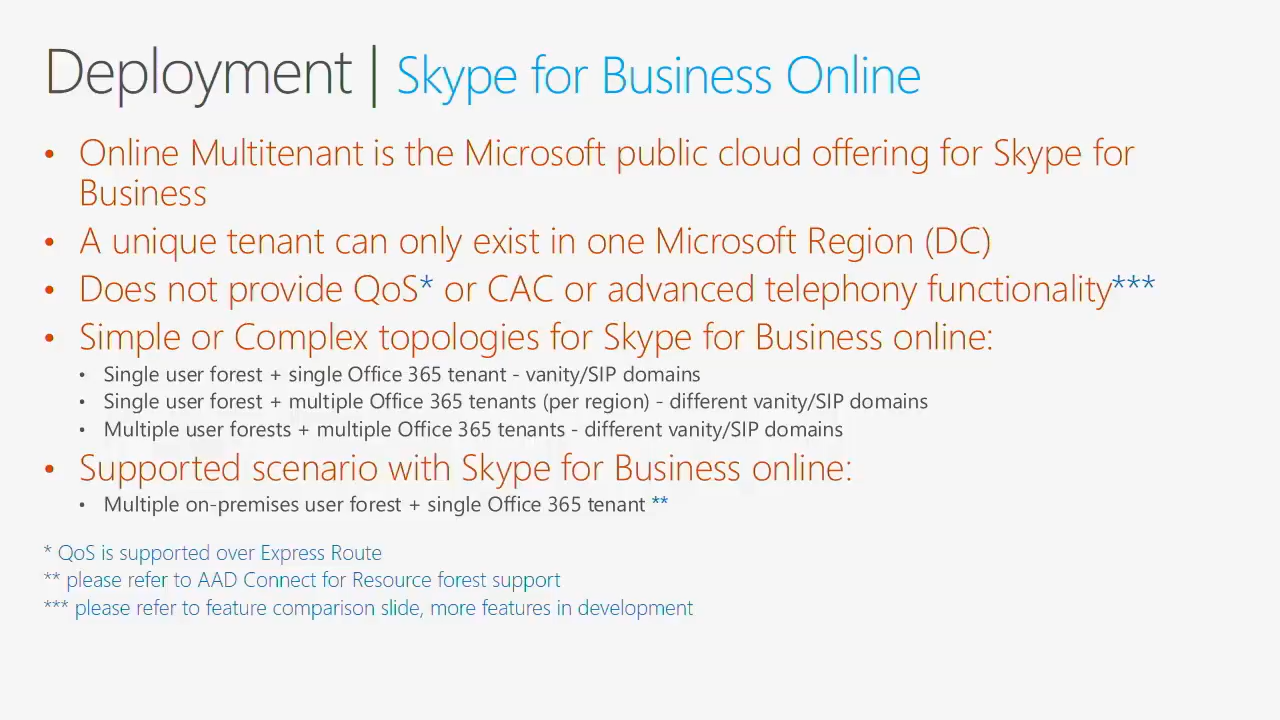 Deployment | Skype for Business Online
• Online Multitenant is the Microsoft public cloud offering for Skype for
Business
• A unique tenant can only exist in one Microsoft Region (DC)
• Does not provide QoS* or CAC or advanced telephony functionality***
• Simple or Complex topologies for Skype for Business online:
• Single user forest + single Office 365 tenant - vanity/SIP domains
• Single user forest + multiple Office 365 tenants (per region) - different vanity/SIP domains
• Multiple user forests + multiple Office 365 tenants - different vanity/SIP domains
• Supported scenario with Skype for Business online:
• Multiple on-premises user forest + single Office 365 tenant **
* QoS is supported over Express Route
** please refer to AAD Connect for Resource forest support
*** please refer to feature comparison slide, more features in development